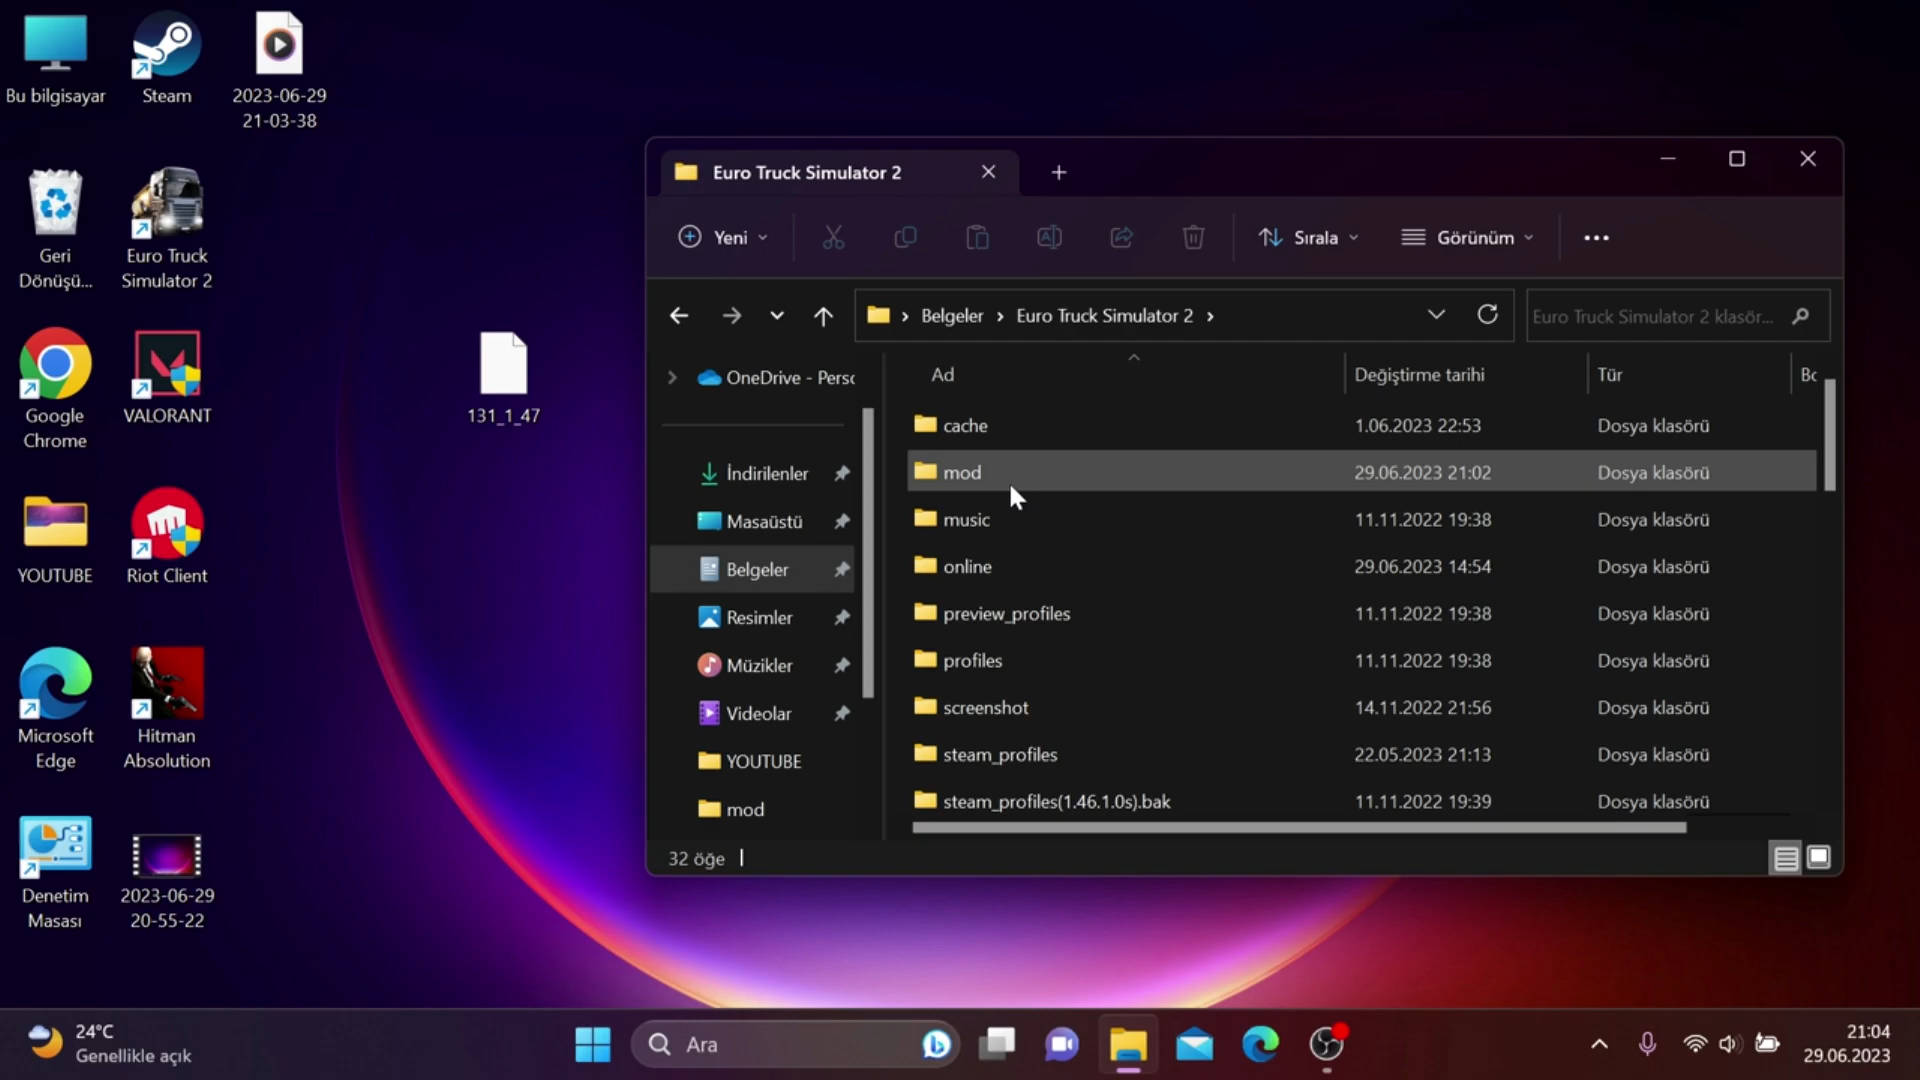 Bu bilgisayar
Steam
2023-06-29
21-03-38
Geri
Dönüşü...
Euro Truck
Simulator 2
Google
Chrome
VALORANT
131_1_47
YOUTUBE
Riot Client
Microsoft
Edge
Hitman
Absolution
Denetim
Masası
2023-06-29
20-55-22
Euro Truck Simulator 2
Yeni
Sırala
Görünüm
Belgeler
Euro Truck Simulator 2
Euro Truck Simulator 2 klasör...
OneDrive - Persc
İndirilenler
Masaüstü
Belgeler
Resimler
Müzikler
Videolar
YOUTUBE
mod
Ad Değiştirme tarihi Tür Bo
cache 1.06.2023 22:53 Dosya klasörü
mod 29.06.2023 21:02 Dosya klasörü
music 11.11.2022 19:38 Dosya klasörü
online 29.06.2023 14:54 Dosya klasörü
preview_profiles 11.11.2022 19:38 Dosya klasörü
profiles 11.11.2022 19:38 Dosya klasörü
screenshot 14.11.2022 21:56 Dosya klasörü
steam_profiles 22.05.2023 21:13 Dosya klasörü
steam_profiles(1.46.1.0s).bak 11.11.2022 19:39 Dosya klasörü
32 öğe
24°C
Genellikle açık
Ara
21:04
29.06.2023